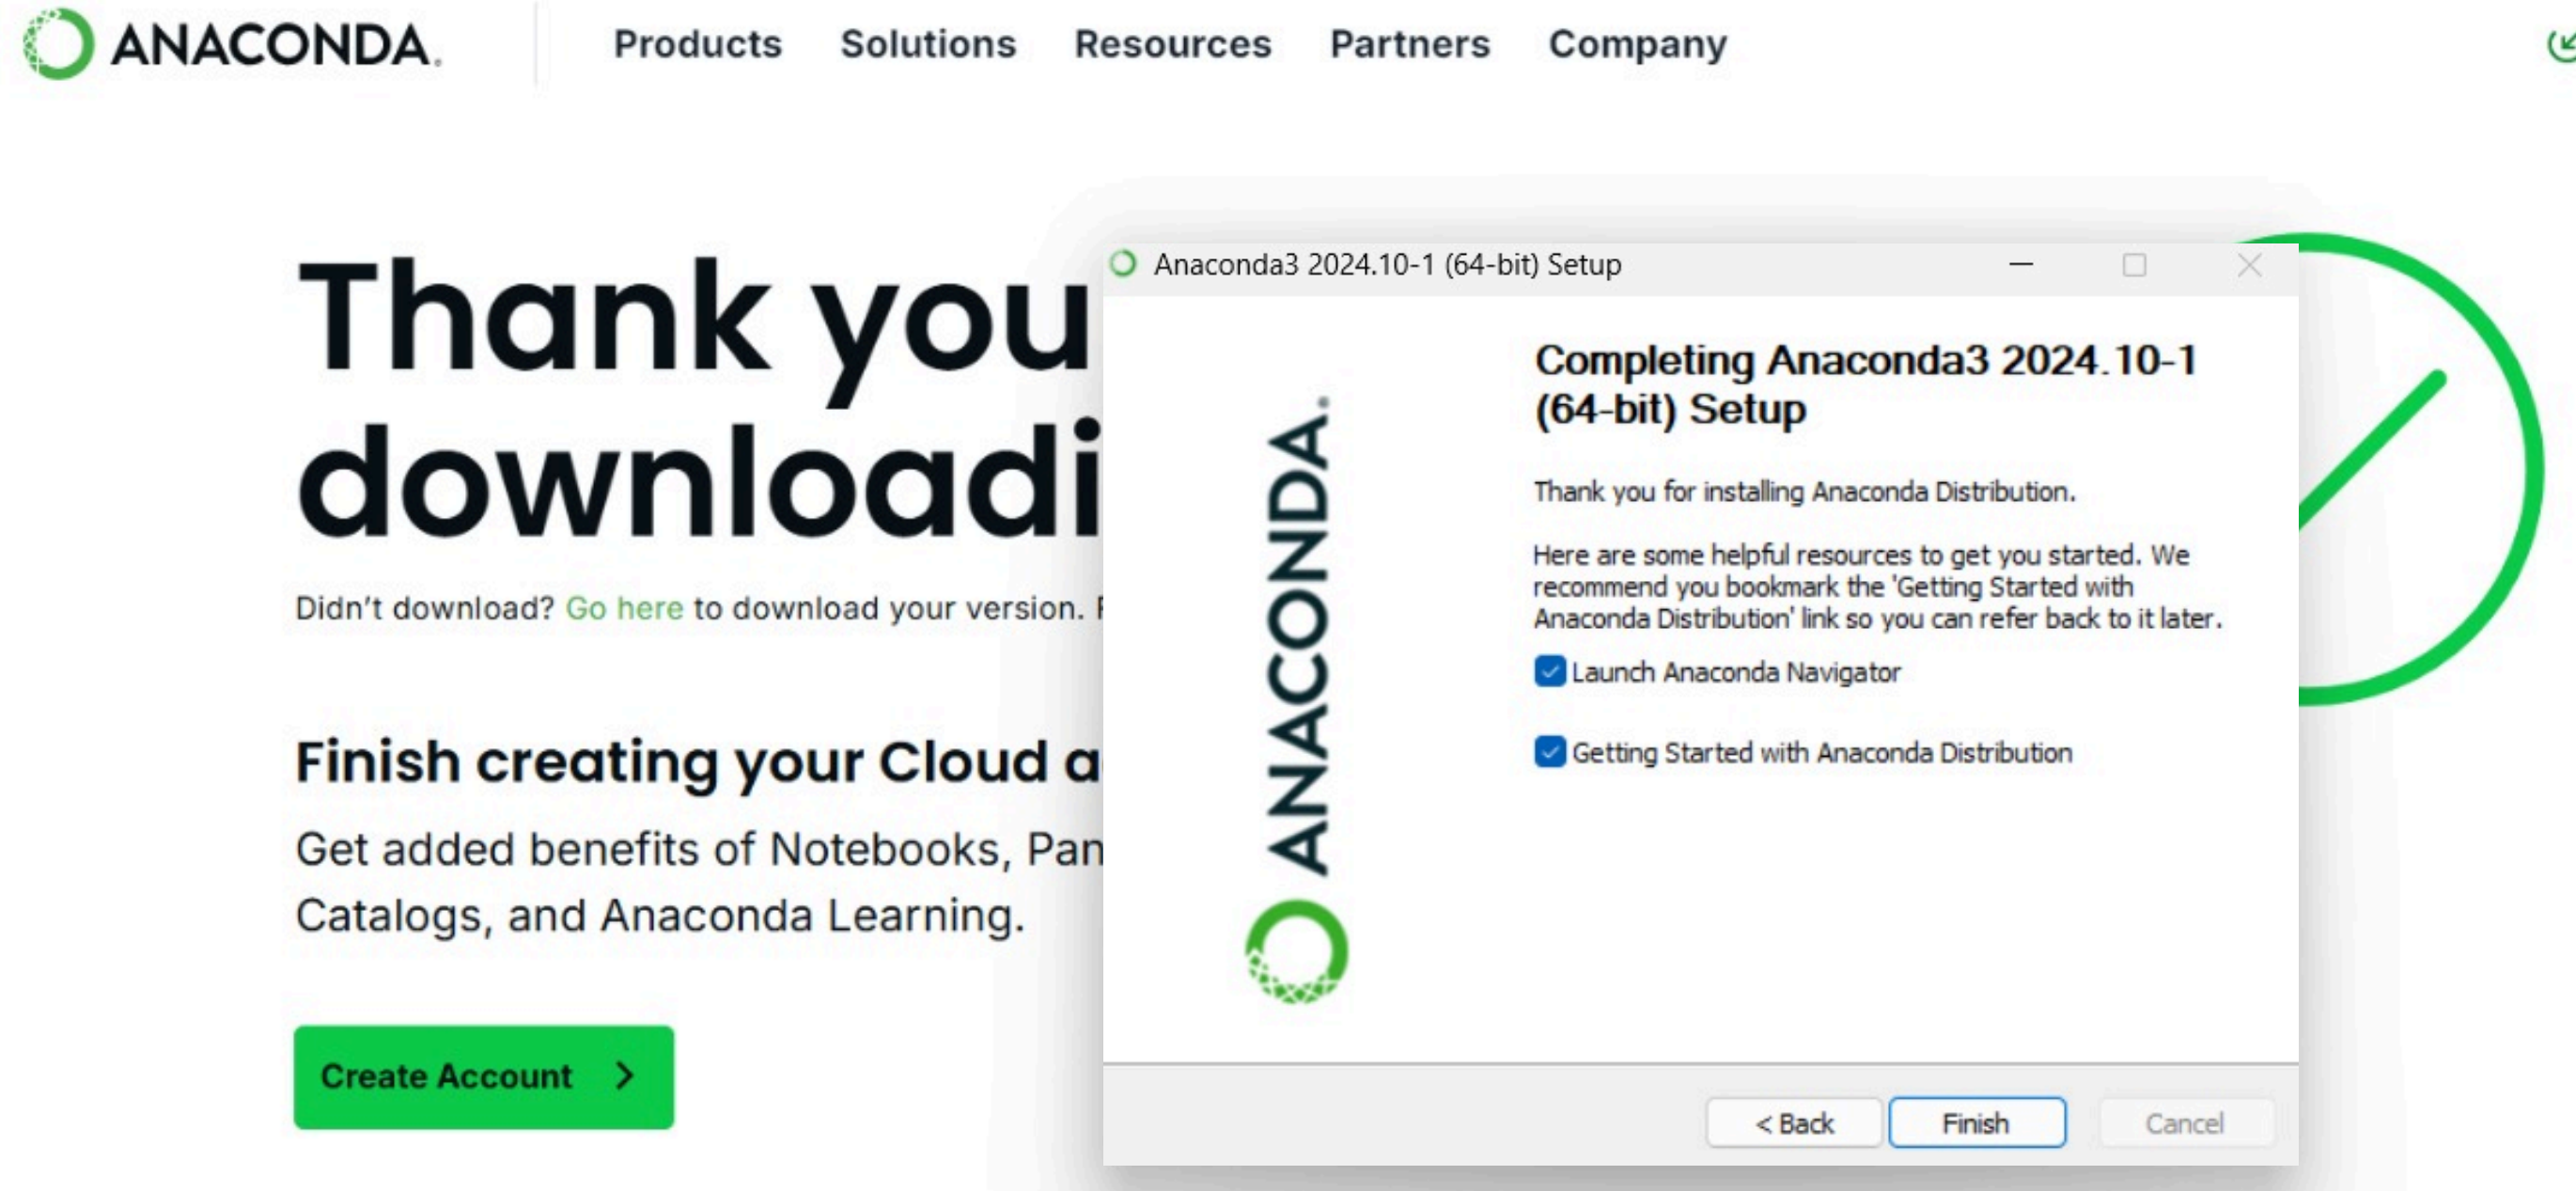 ANACONDA.
Products Solutions Resources Partners Company
Thank you
downloadi
Didn't download? Go here to download your version.
Finish creating your Cloud a
Get added benefits of Notebooks, Pan
Catalogs, and Anaconda Learning.
Create Account
Anaconda3 2024.10-1 (64-bit) Setup
ANACONDA.
Completing Anaconda3 2024.10-1
(64-bit) Setup
Thank you for installing Anaconda Distribution.
Here are some helpful resources to get you started. We
recommend you bookmark the 'Getting Started with
Anaconda Distribution' link so you can refer back to it later.
Launch Anaconda Navigator
Getting Started with Anaconda Distribution
< Back Finish Cancel